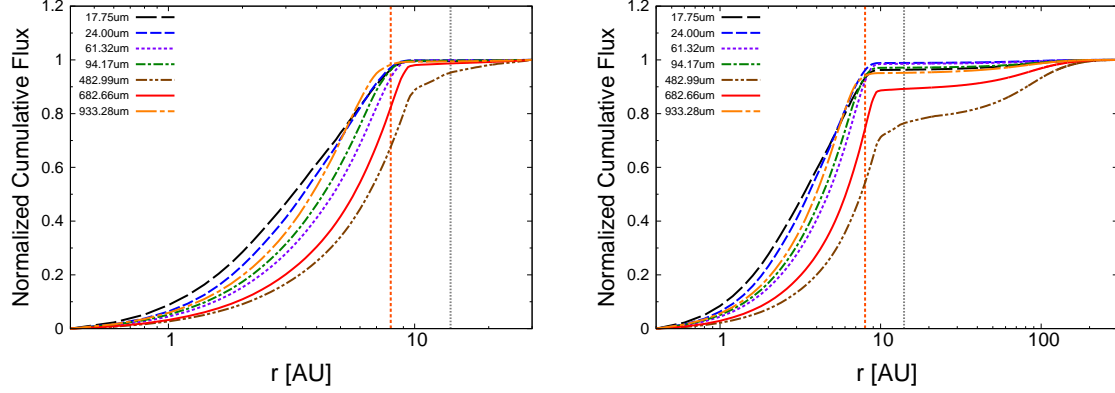 Normalized Cumulative Flux
1.2
1
0.8
0.6
0.4
0.2
0
17.75um
24.00um
61.32um
94.17um
482.99um
682.66um
933.28um
1
10
r [AU]
Normalized Cumulative Flux
1.2
1
0.8
0.6
0.4
0.2
0
17.75um
24.00um
61.32um
94.17um
482.99um
682.66um
933.28um
1
10
100
r [AU]